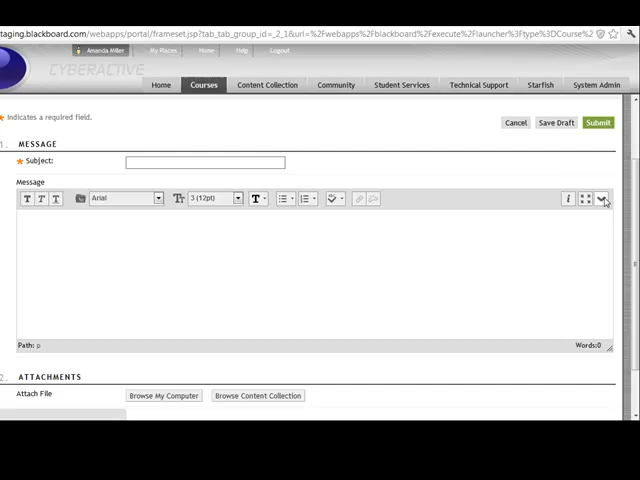 taging.blackboard.com/webapps/portal/frameset.jsp?tab_tab_group_id=_2_1&url=%2Fwebapps%2Fblackboard%2Fexecute%2Flauncher%3Ftype%3DCourse%2
Amanda Miller My Places Home Help Logout
CYBERACTIVE
Home Courses Content Collection Community Student Services Technical Support Starfish System Admin
* Indicates a required field.
Cancel Save Draft Submit
1. MESSAGE
* Subject:
Message
T T T Arial TT 3 (12pt) T i
Path: p Words:0
2. ATTACHMENTS
Attach File Browse My Computer Browse Content Collection